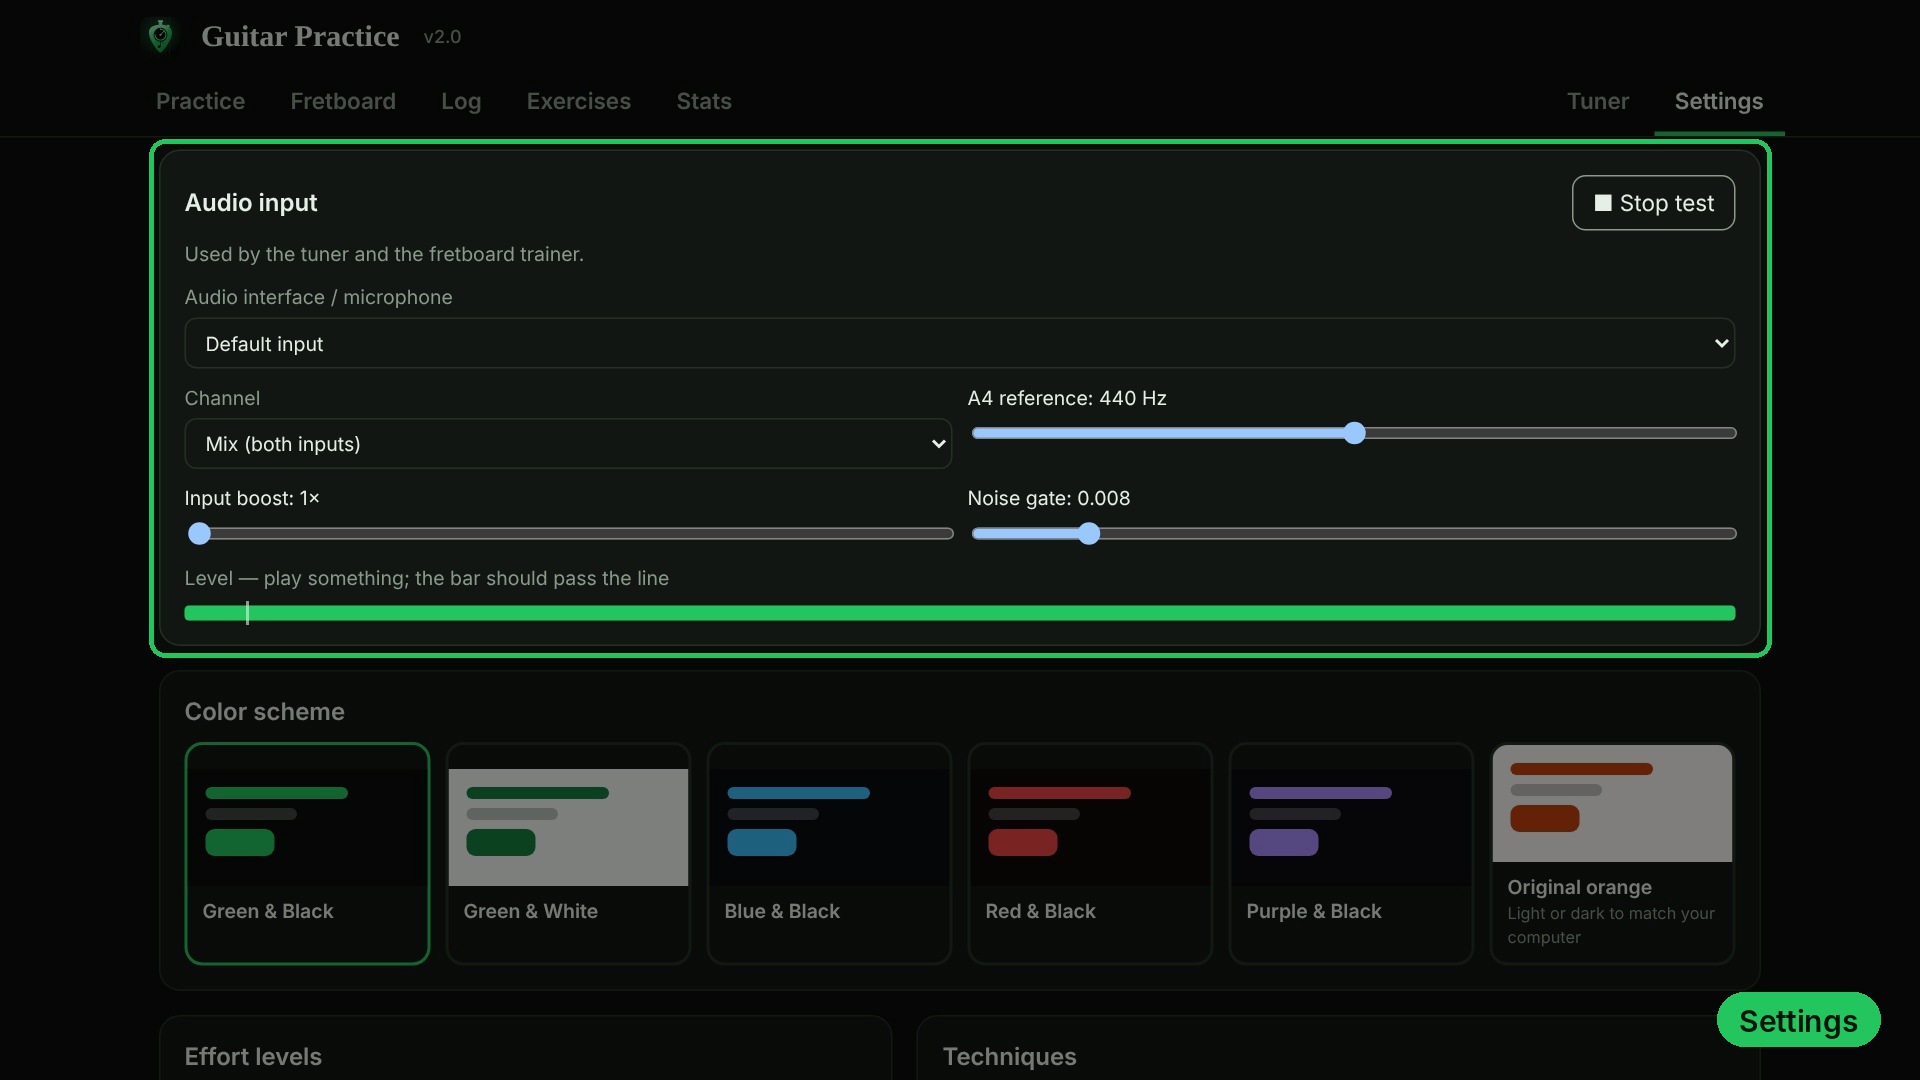 Guitar Practice v2.0
Practice Fretboard Log Exercises Stats Tuner Settings
Audio input
Stop test
Used by the tuner and the fretboard trainer.
Audio interface / microphone
Default input
Channel
A4 reference: 440 Hz
Mix (both inputs)
Input boost: 1×
Noise gate: 0.008
Level — play something; the bar should pass the line
Color scheme
Green & Black
Green & White
Blue & Black
Red & Black
Purple & Black
Original orange
Light or dark to match your
computer
Effort levels
Techniques
Settings